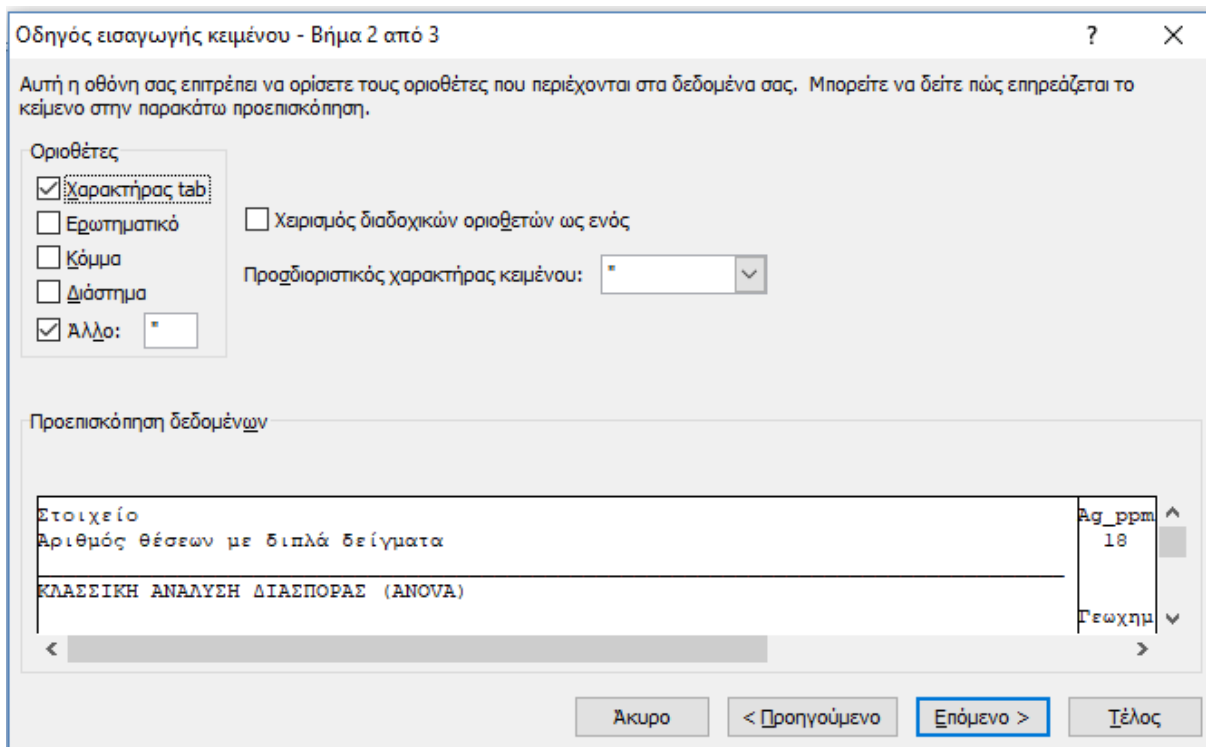 Οδηγός εισαγωγής κειμένου - Βήμα 2 από 3
?
Αυτή η οθόνη σας επιτρέπει να ορίσετε τους οριοθέτες που περιέχονται στα δεδομένα σας. Μπορείτε να δείτε πώς επηρεάζεται το
κείμενο στην παρακάτω προεπισκόπηση.
Οριοθέτες
Χαρακτήρας tab
Ερωτηματικό
Κόμμα
Διάστημα
Άλλο: "
Χειρισμός διαδοχικών οριοθετών ως ενός
Προσδιοριστικός χαρακτήρας κειμένου: "
Προεπισκόπηση δεδομένων
Στοιχείο Ag_ppm
Αριθμός θέσεων με διπλά δείγματα 18
ΚΛΑΣΣΙΚΗ ΑΝΑΛΥΣΗ ΔΙΑΣΠΟΡΑΣ (ANOVA)
Γεωχημ
Άκυρο < Προηγούμενο Επόμενο > Τέλος